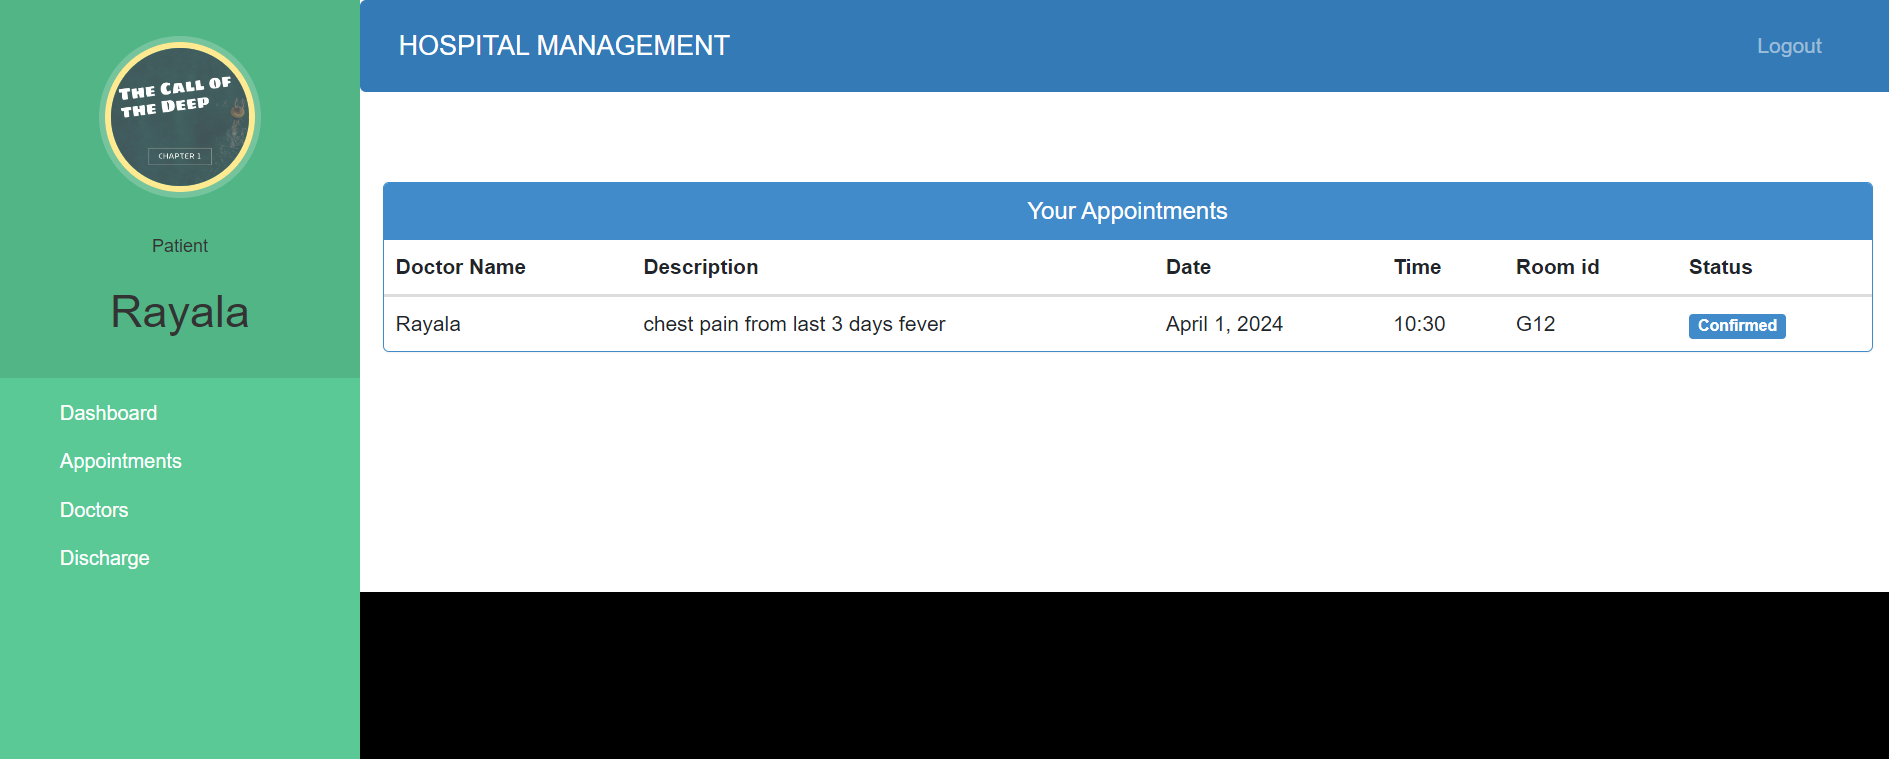 The Call of
the Deep
CHAPTER 1
Patient
Rayala
Dashboard
Appointments
Doctors
Discharge
HOSPITAL MANAGEMENT
Logout
Your Appointments
Doctor Name Description Date Time Room id Status
Rayala chest pain from last 3 days fever April 1, 2024 10:30 G12 Confirmed